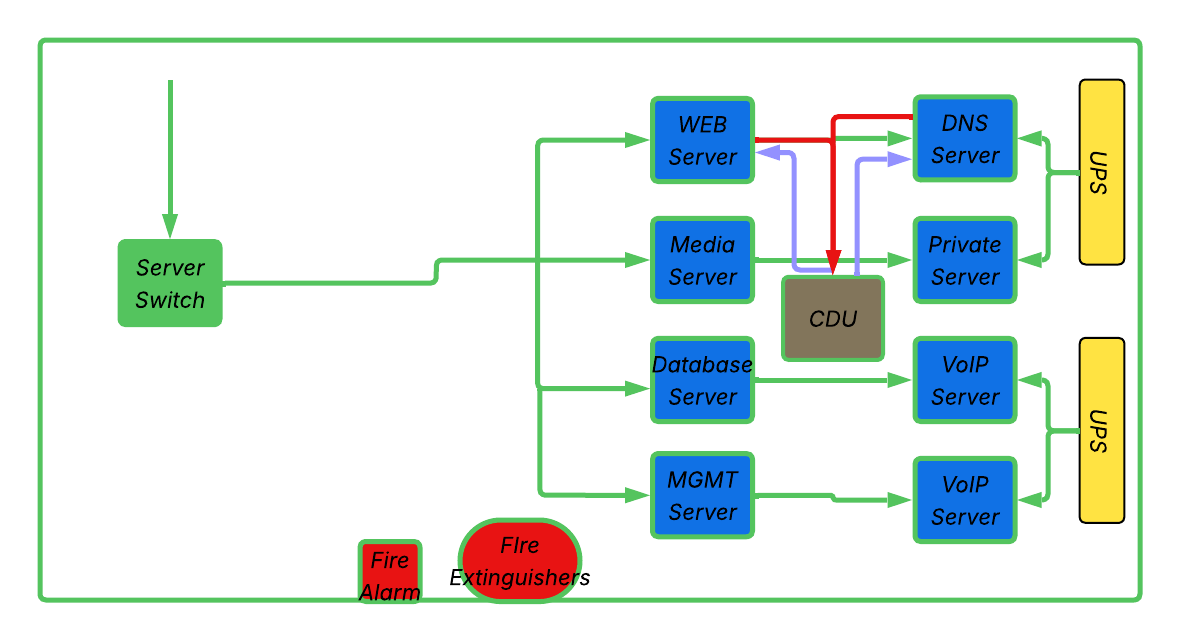 WEB
Server
DNS
Server
UPS
Server
Switch
Media
Server
Private
Server
CDU
Database
Server
VoIP
Server
UPS
MGMT
Server
VoIP
Server
Fire
Alarm
FIre
Extinguishers